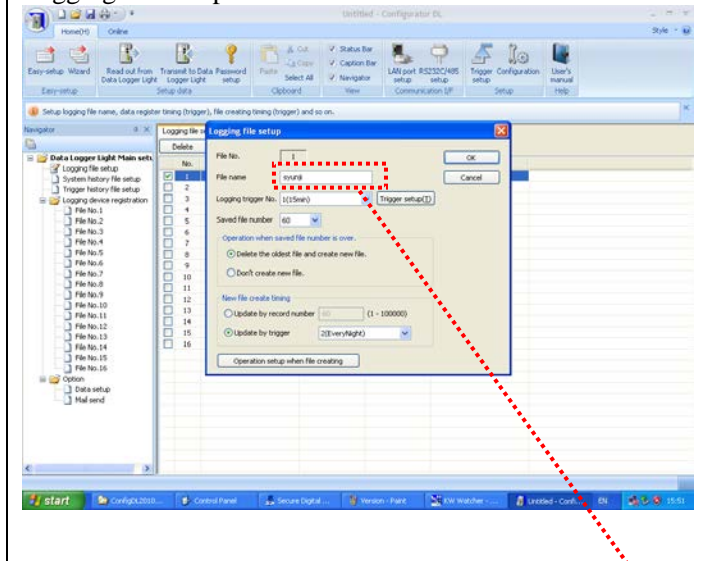 Untitled - Configurator DL
Home(H) Online
Style
Easy-setup Wizard
Read out from Data Logger Light
Transmit to Data Logger Light
Password setup
Paste
Cut
Copy
Select All
Status Bar
Caption Bar
Navigator
LAN port setup
RS232C/485 setup
Trigger setup
Configuration
User's manual
Easy-setup
Setup data
Clipboard
View
Communication I/F
Setup
Help
Setup logging file name, data register timing (trigger), file creating timing (trigger) and so on.
Navigator
Data Logger Light Main setu
Logging file setup
System history file setup
Trigger history file setup
Logging device registration
File No.1
File No.2
File No.3
File No.4
File No.5
File No.6
File No.7
File No.8
File No.9
File No.10
File No.11
File No.12
File No.13
File No.14
File No.15
File No.16
Option
Data setup
Mail send
Logging file s
Delete
No.
1
2
3
4
5
6
7
8
9
10
11
12
13
14
15
16
Logging file setup
File No. 1
OK
File name syunji
Cancel
Logging trigger No. 1(15min) Trigger setup(T)
Saved file number 60
Operation when saved file number is over.
Delete the oldest file and create new file.
Don't create new file.
New file create timing
Update by record number 60 (1 - 100000)
Update by trigger 2(EveryNight)
Operation setup when file creating
start ConfigDL2010... Control Panel Secure Digital ... Version - Paint KW Watcher - ... Untitled - Confi... EN 15:51